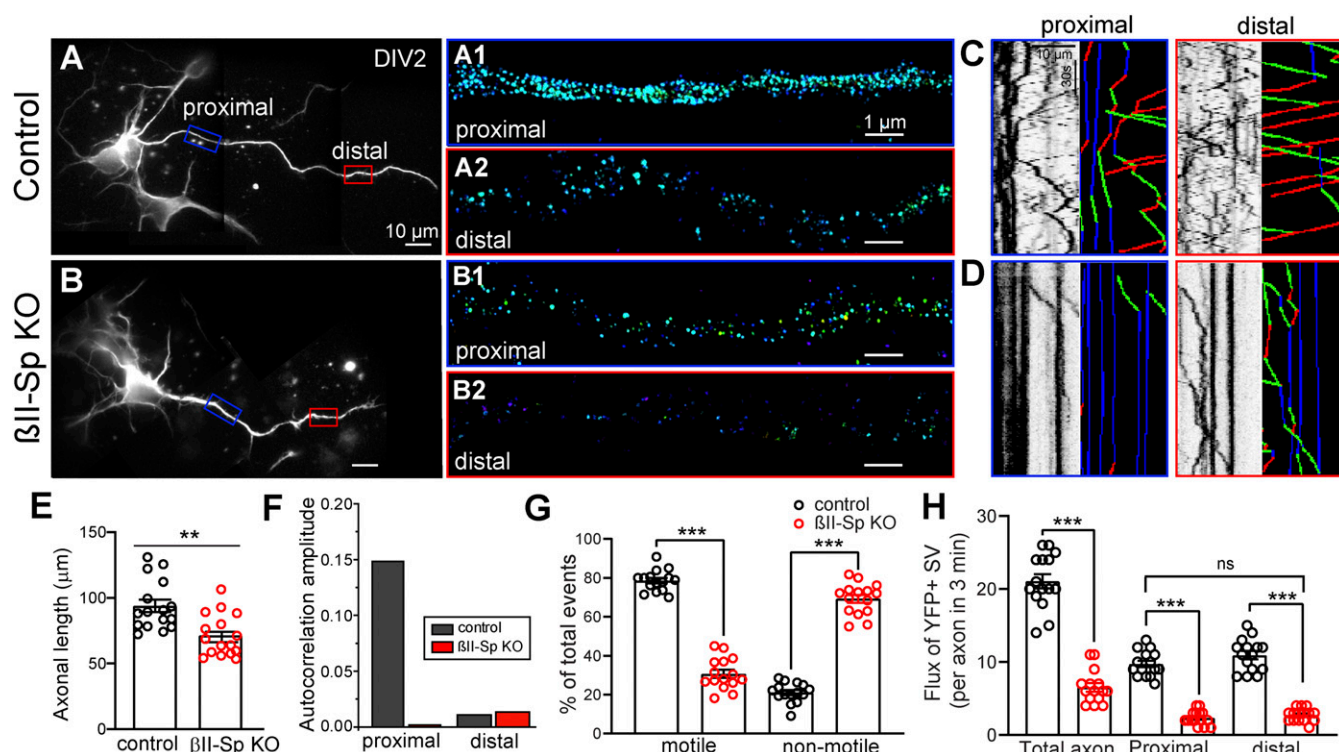 proximal distal
Control
A DIV2
proximal
distal
10 µm
A1
proximal
1 µm
A2
distal
C
10 µm
30s
ßII-Sp KO
B
B1
proximal
B2
distal
D
E
Axonal length (µm)
150
100
50
0
**
control ßII-Sp KO
F
Autocorrelation amplitude
0.20
0.15
0.10
0.05
0.00
control
ßII-Sp KO
proximal distal
G
control
ßII-Sp KO
% of total events
100
80
60
40
20
0
***
***
motile non-motile
H
Flux of YFP+ SV
(per axon in 3 min)
30
20
10
0
***
***
ns
***
Total axon Proximal distal